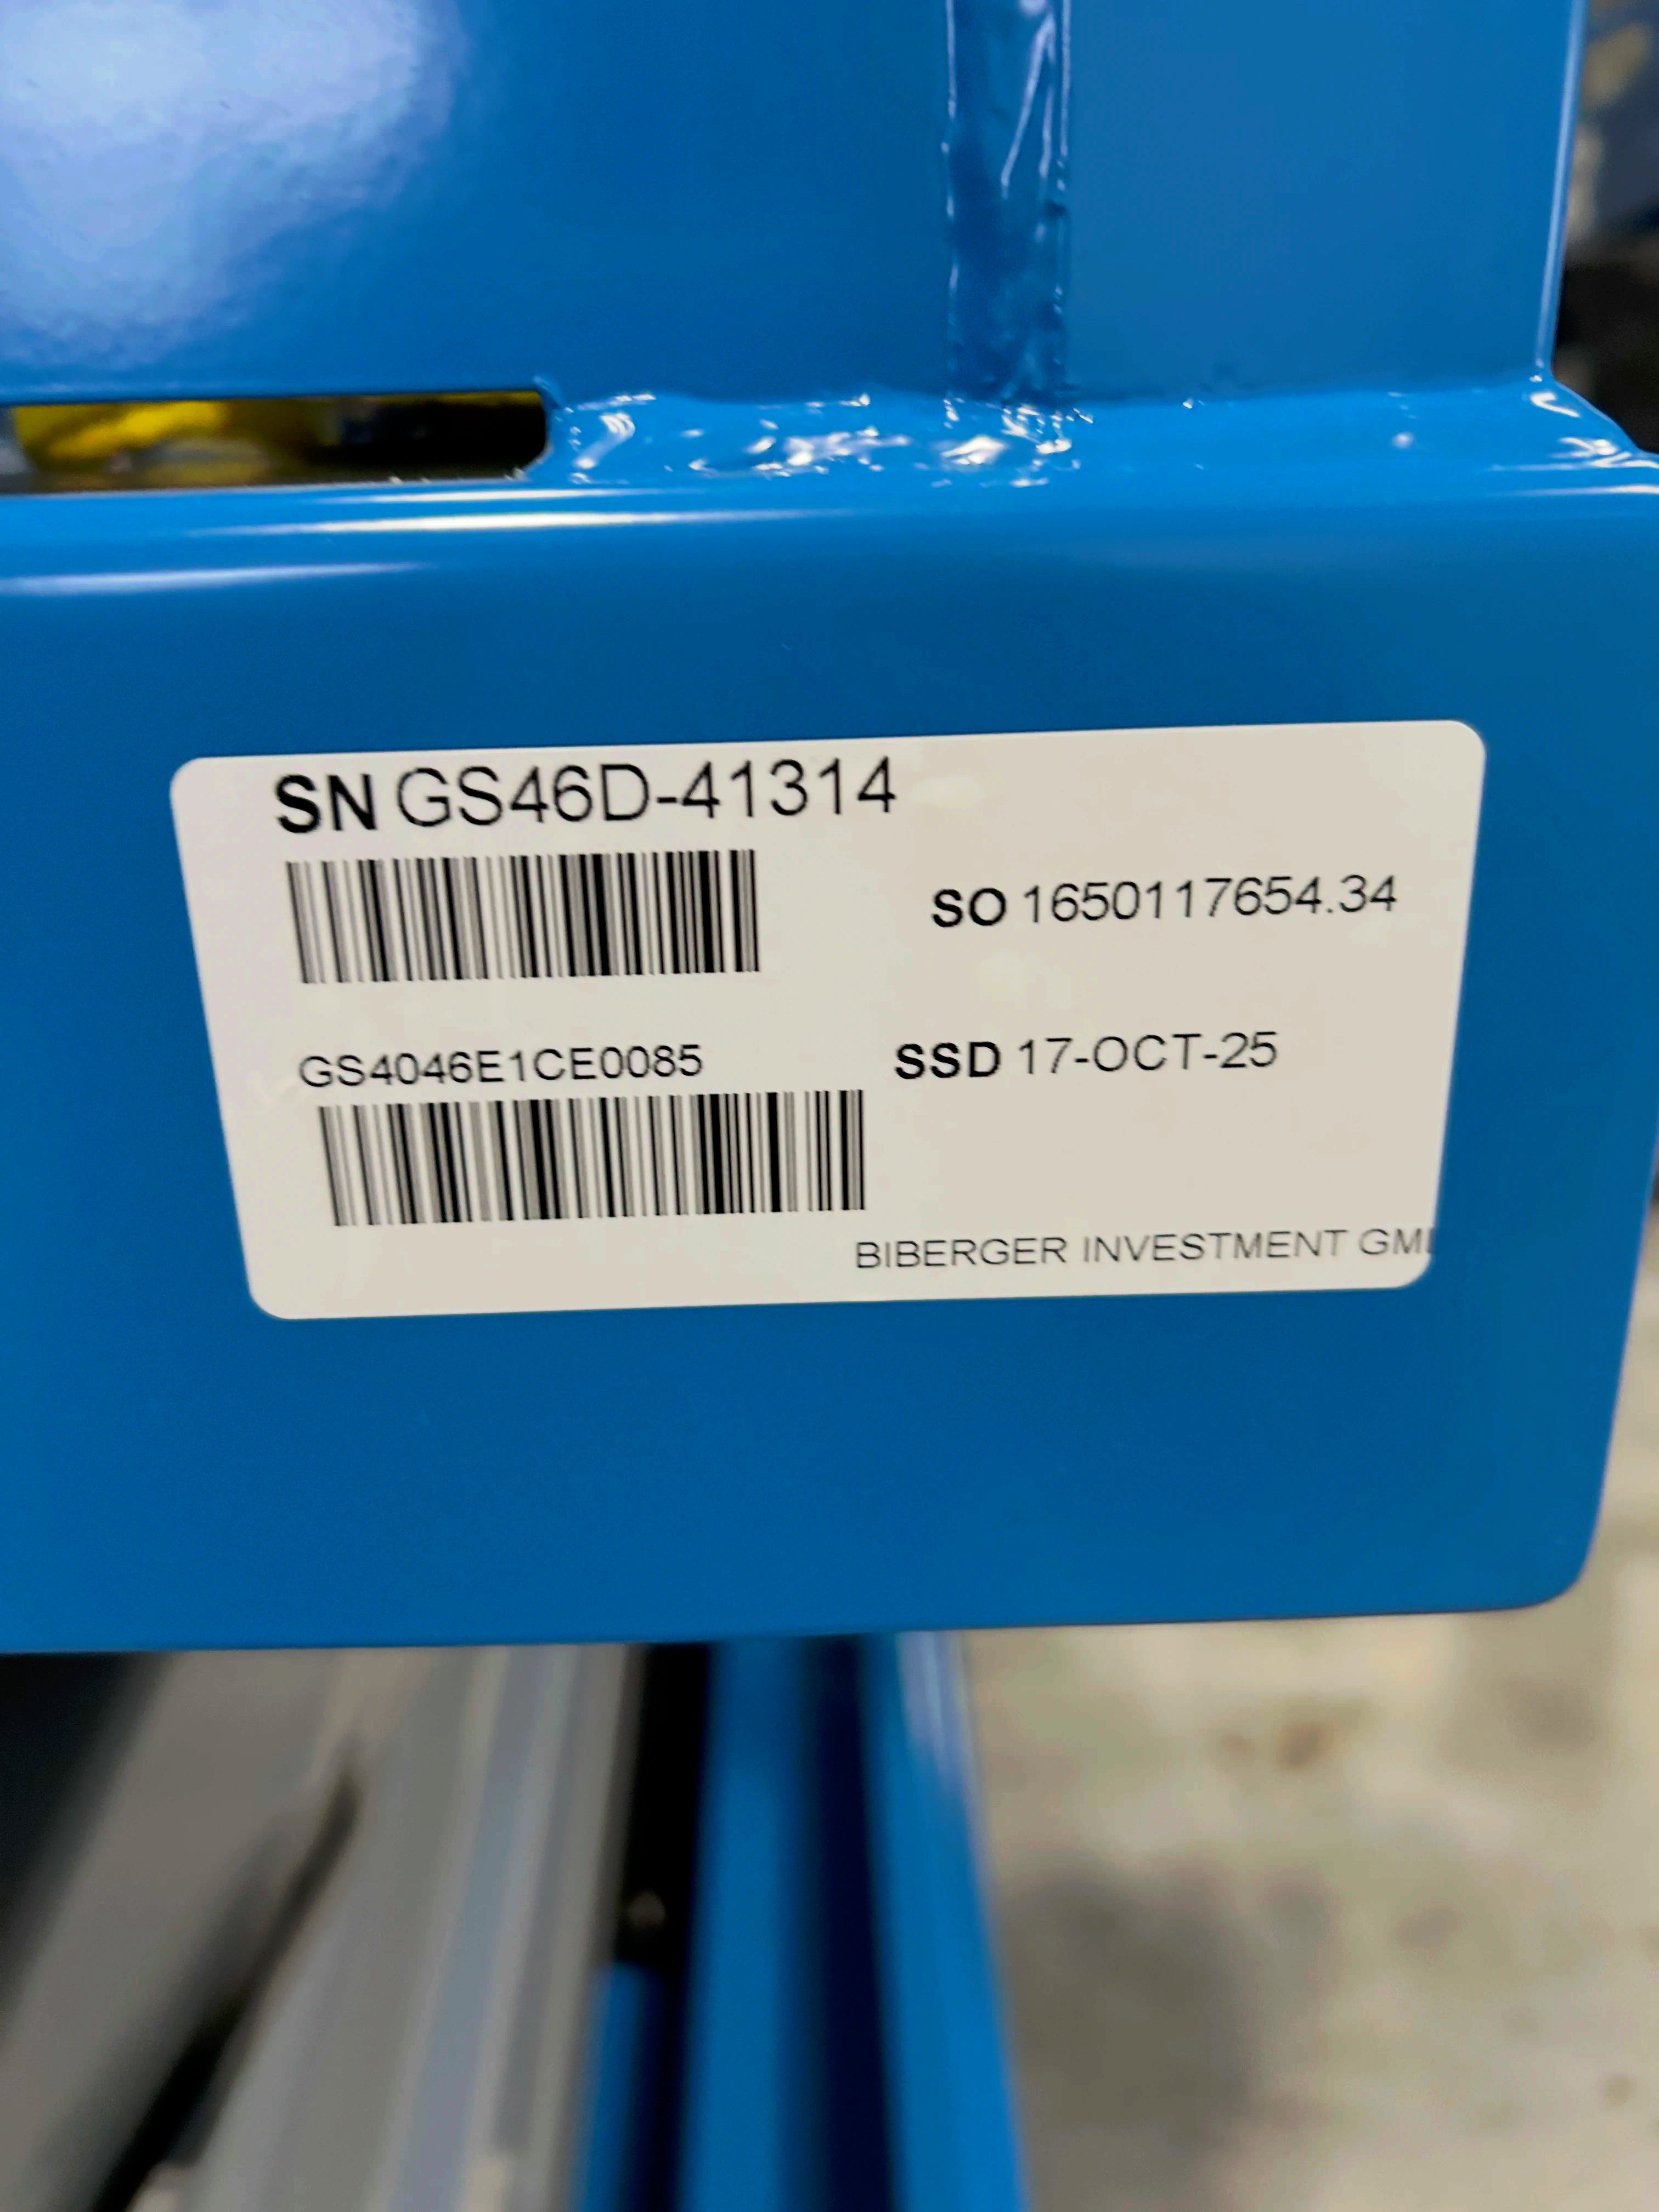 SN GS46D-41314
SO 1650117654.34
GS4046E1CE0085
SSD 17-OCT-25
BIBERGER INVESTMENT